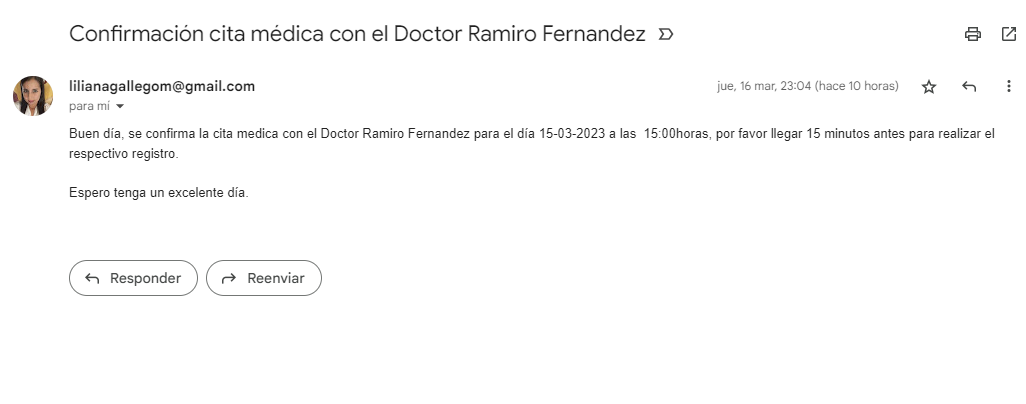 Confirmación cita médica con el Doctor Ramiro Fernandez
lilianagallegom@gmail.com
jue, 16 mar, 23:04 (hace 10 horas)
para mí
Buen día, se confirma la cita medica con el Doctor Ramiro Fernandez para el día 15-03-2023 a las  15:00horas, por favor llegar 15 minutos antes para realizar el
respectivo registro.
Espero tenga un excelente día.
Responder
Reenviar